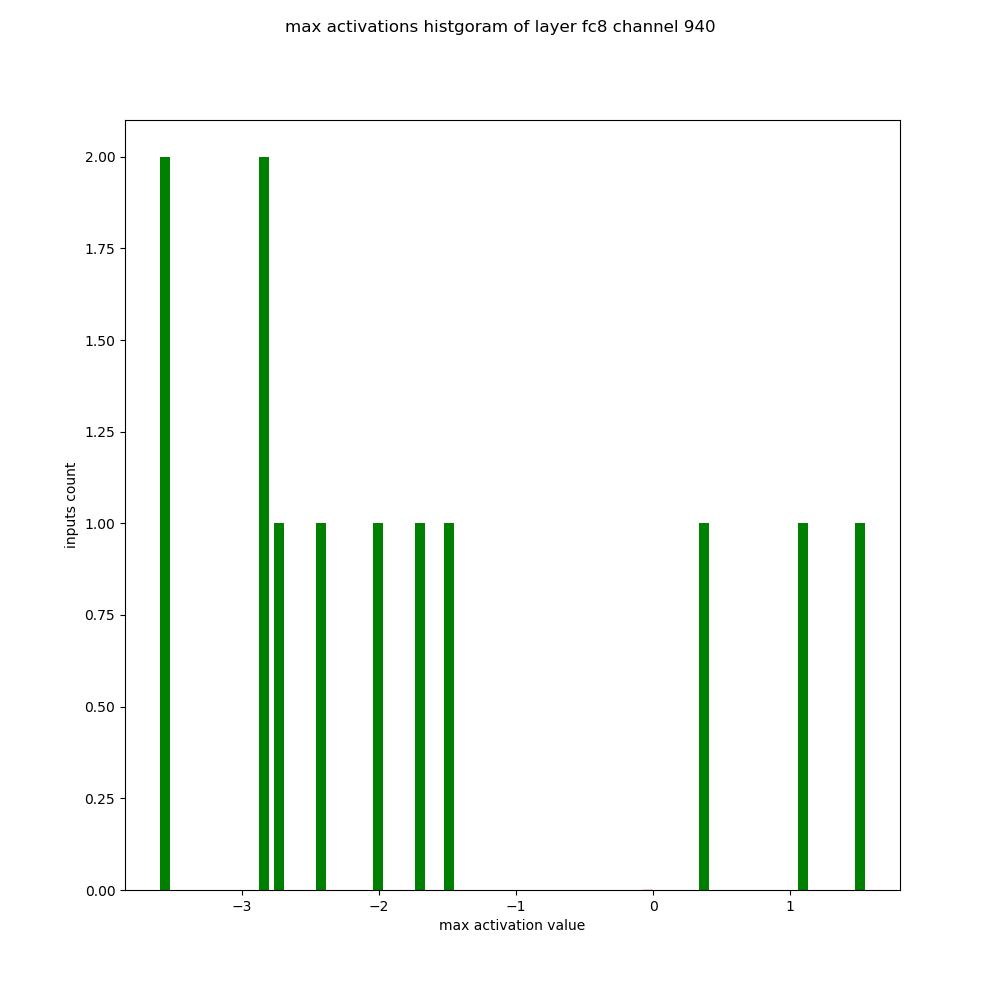 max activations histgoram of layer fc8 channel 940
2.00
1.75
1.50
1.25
1.00
0.75
0.50
0.25
0.00
inputs count
−3 −2 −1 0 1
max activation value